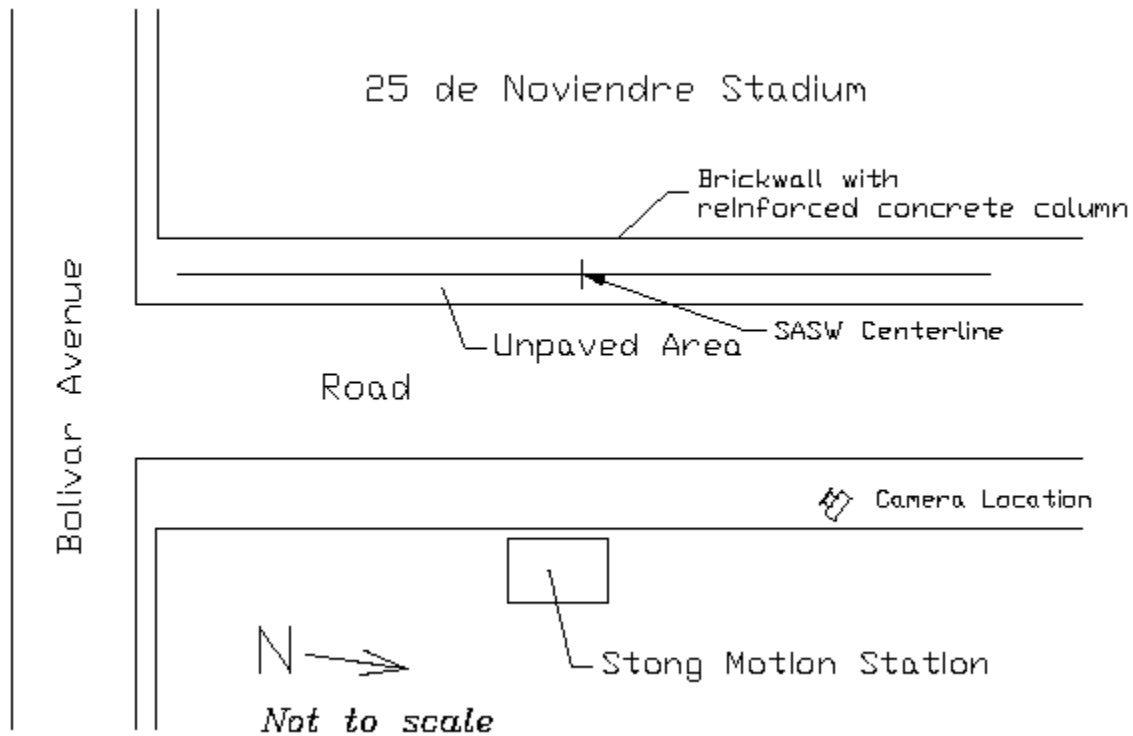 25 de Noviendre Stadium
Brickwall with
reinforced concrete column
Bolivar Avenue
SASW Centerline
Unpaved Area
Road
Camera Location
N
Stong Motion Station
Not to scale